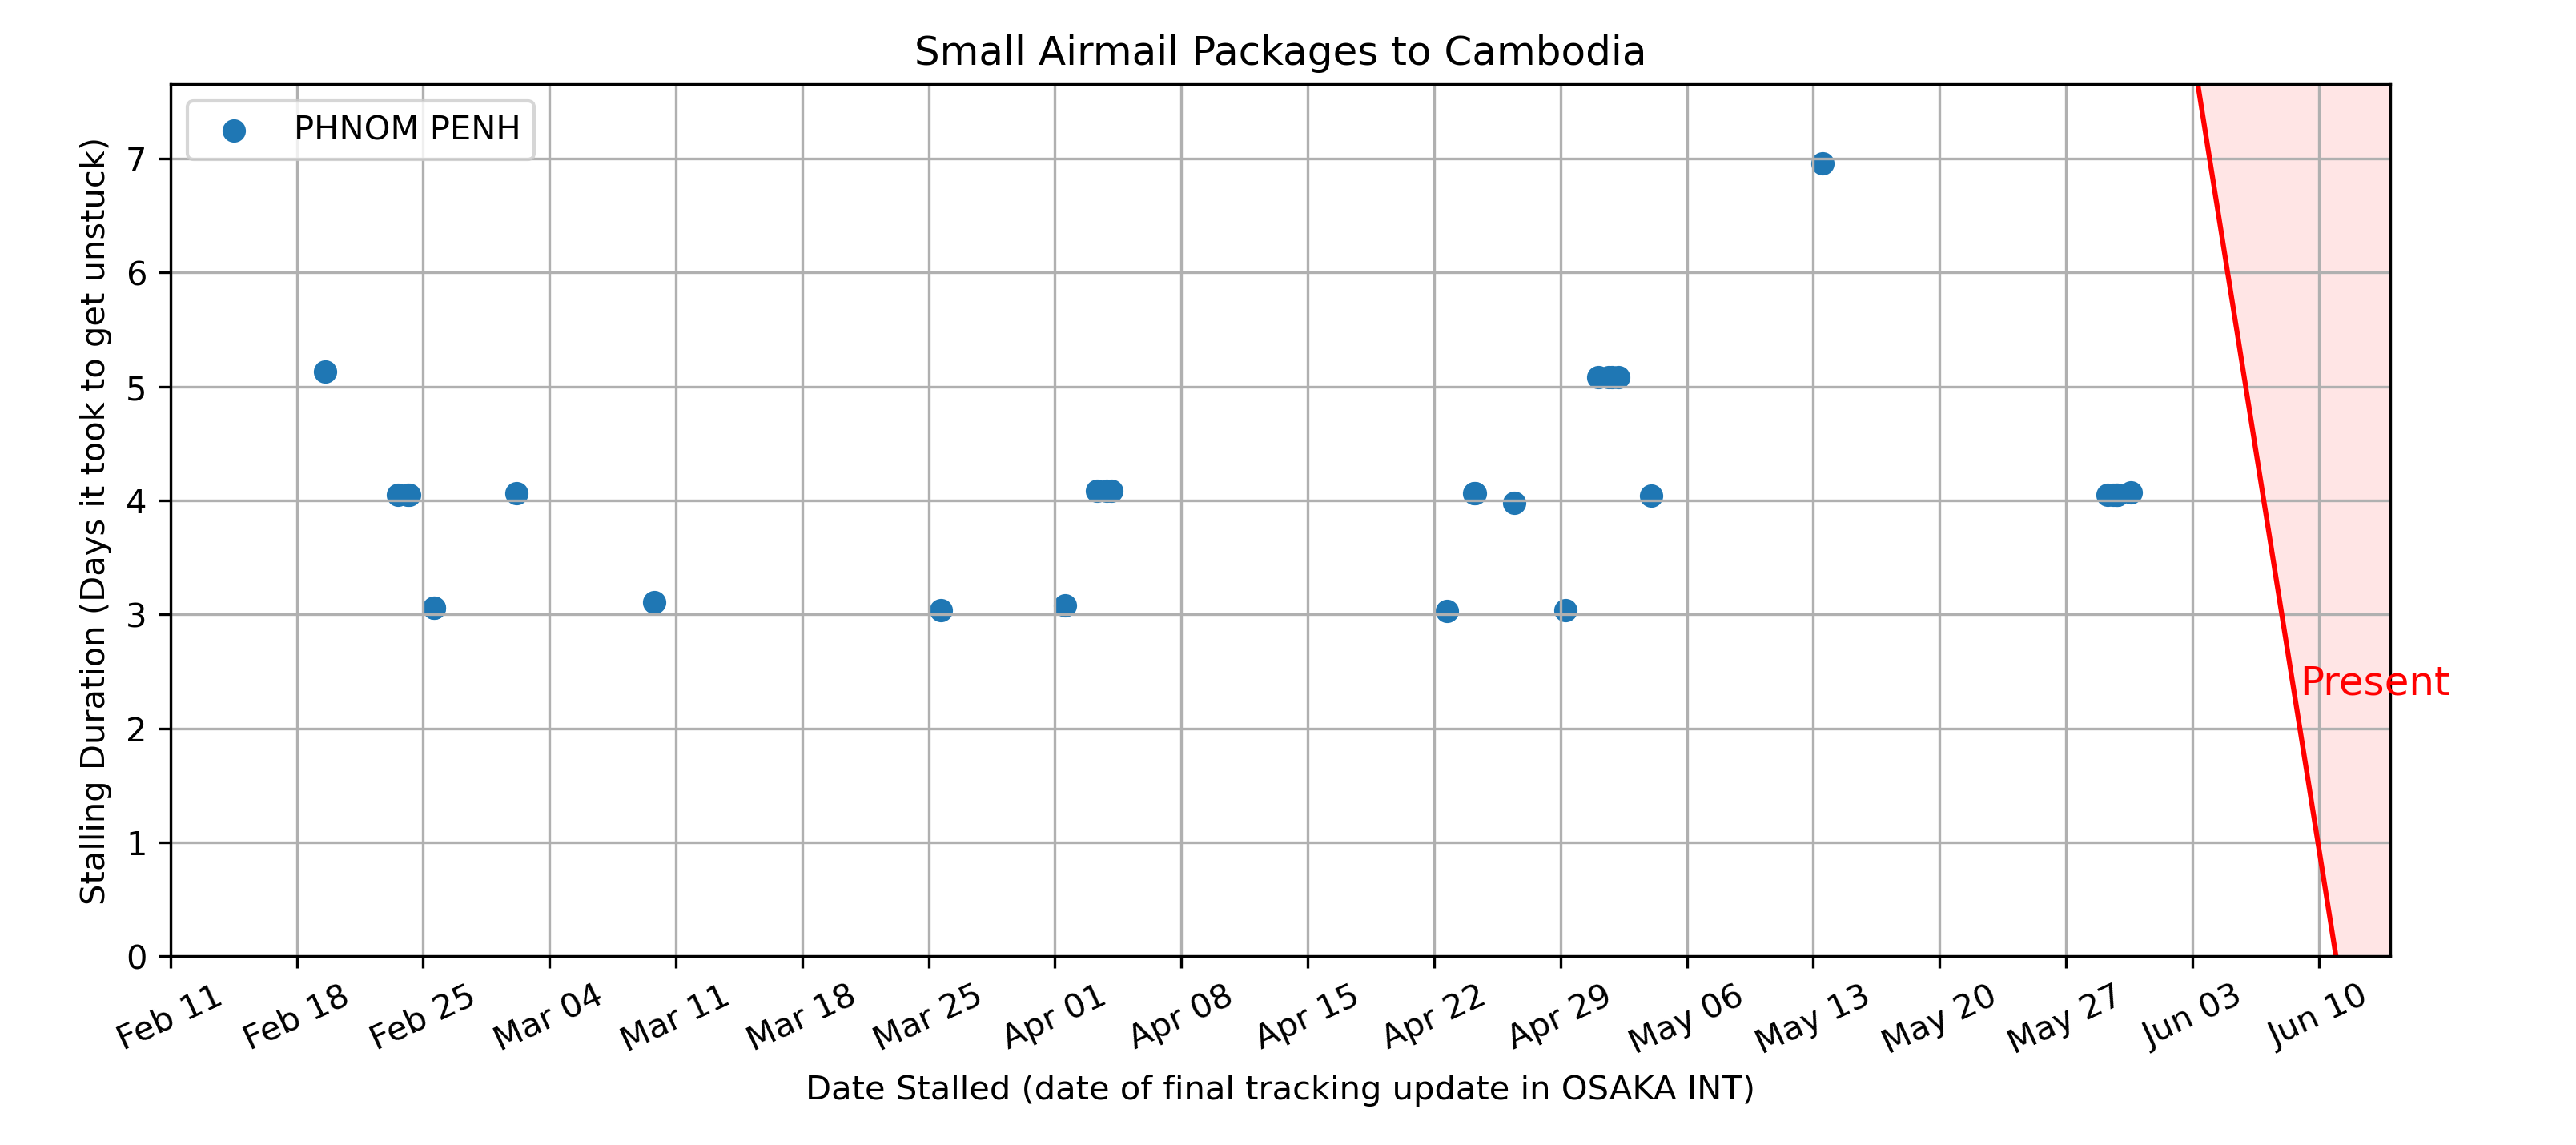 Small Airmail Packages to Cambodia
PHNOM PENH
Stalling Duration (Days it took to get unstuck)
7
6
5
4
3
2
1
0
Present
Feb 11 Feb 18 Feb 25 Mar 04 Mar 11 Mar 18 Mar 25 Apr 01 Apr 08 Apr 15 Apr 22 Apr 29 May 06 May 13 May 20 May 27 Jun 03 Jun 10
Date Stalled (date of final tracking update in OSAKA INT)